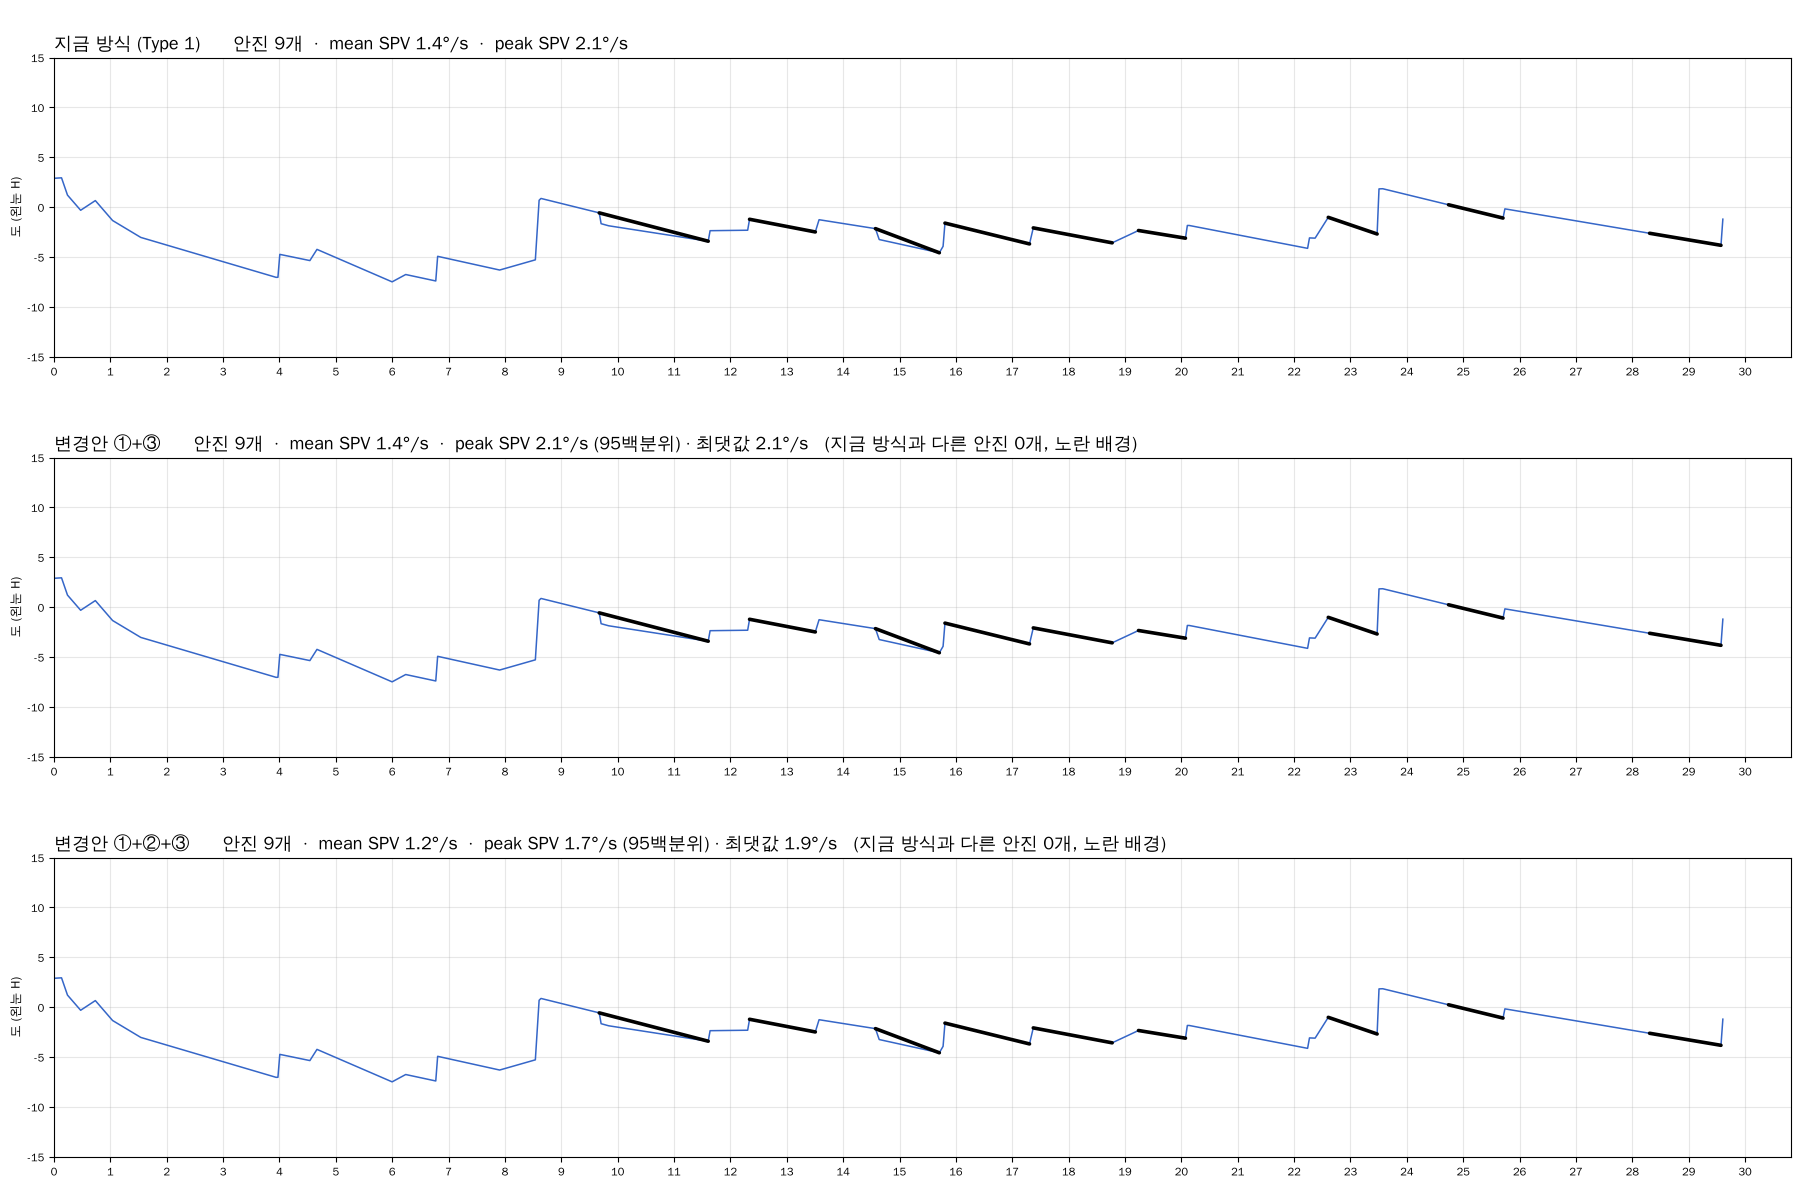 지금 방식 (Type 1) 안진 9개 · mean SPV 1.4°/s · peak SPV 2.1°/s
15
10
5
0
-5
-10
-15
도 (왼눈 H)
0 1 2 3 4 5 6 7 8 9 10 11 12 13 14 15 16 17 18 19 20 21 22 23 24 25 26 27 28 29 30
변경안 ①+③ 안진 9개 · mean SPV 1.4°/s · peak SPV 2.1°/s (95백분위) · 최댓값 2.1°/s (지금 방식과 다른 안진 0개, 노란 배경)
15
10
5
0
-5
-10
-15
도 (왼눈 H)
0 1 2 3 4 5 6 7 8 9 10 11 12 13 14 15 16 17 18 19 20 21 22 23 24 25 26 27 28 29 30
변경안 ①+②+③ 안진 9개 · mean SPV 1.2°/s · peak SPV 1.7°/s (95백분위) · 최댓값 1.9°/s (지금 방식과 다른 안진 0개, 노란 배경)
15
10
5
0
-5
-10
-15
도 (왼눈 H)
0 1 2 3 4 5 6 7 8 9 10 11 12 13 14 15 16 17 18 19 20 21 22 23 24 25 26 27 28 29 30